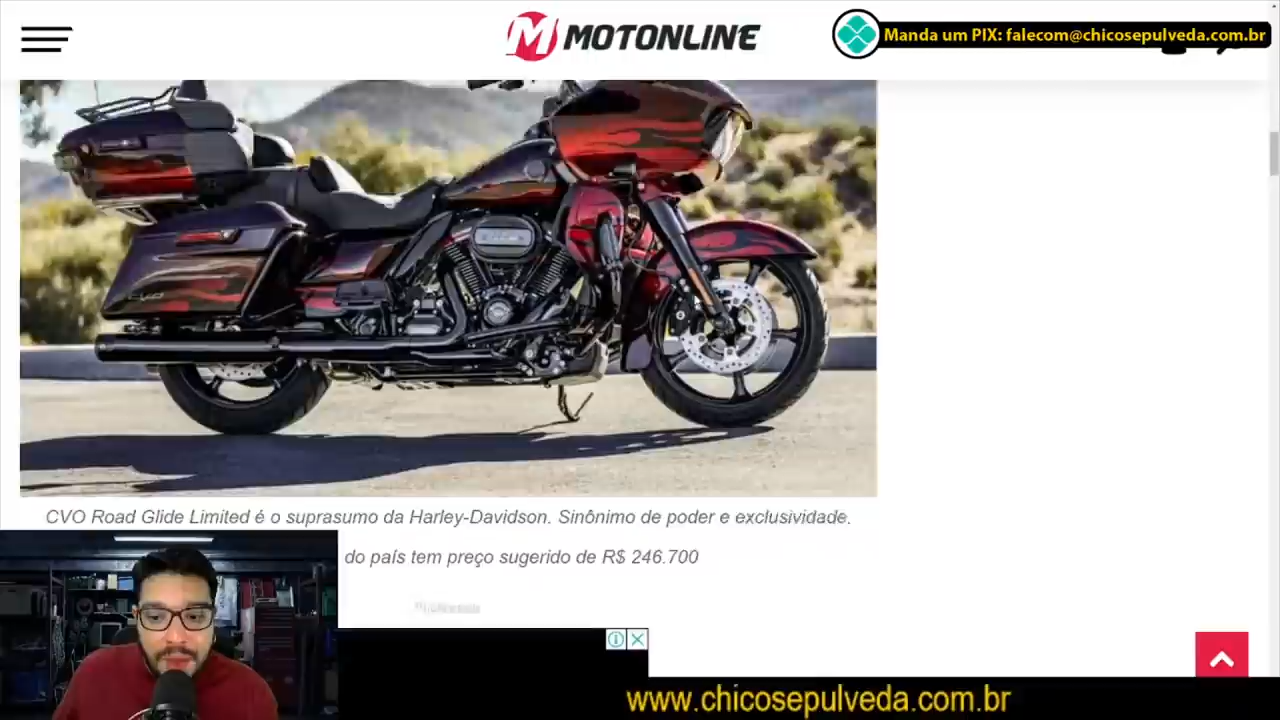 MOTONLINE
Manda um PIX: falecom@chicosepulveda.com.br
CVO Road Glide Limited é o suprasumo da Harley-Davidson. Sinônimo de poder e exclusividade.
do país tem preço sugerido de R$ 246.700
www.chicosepulveda.com.br